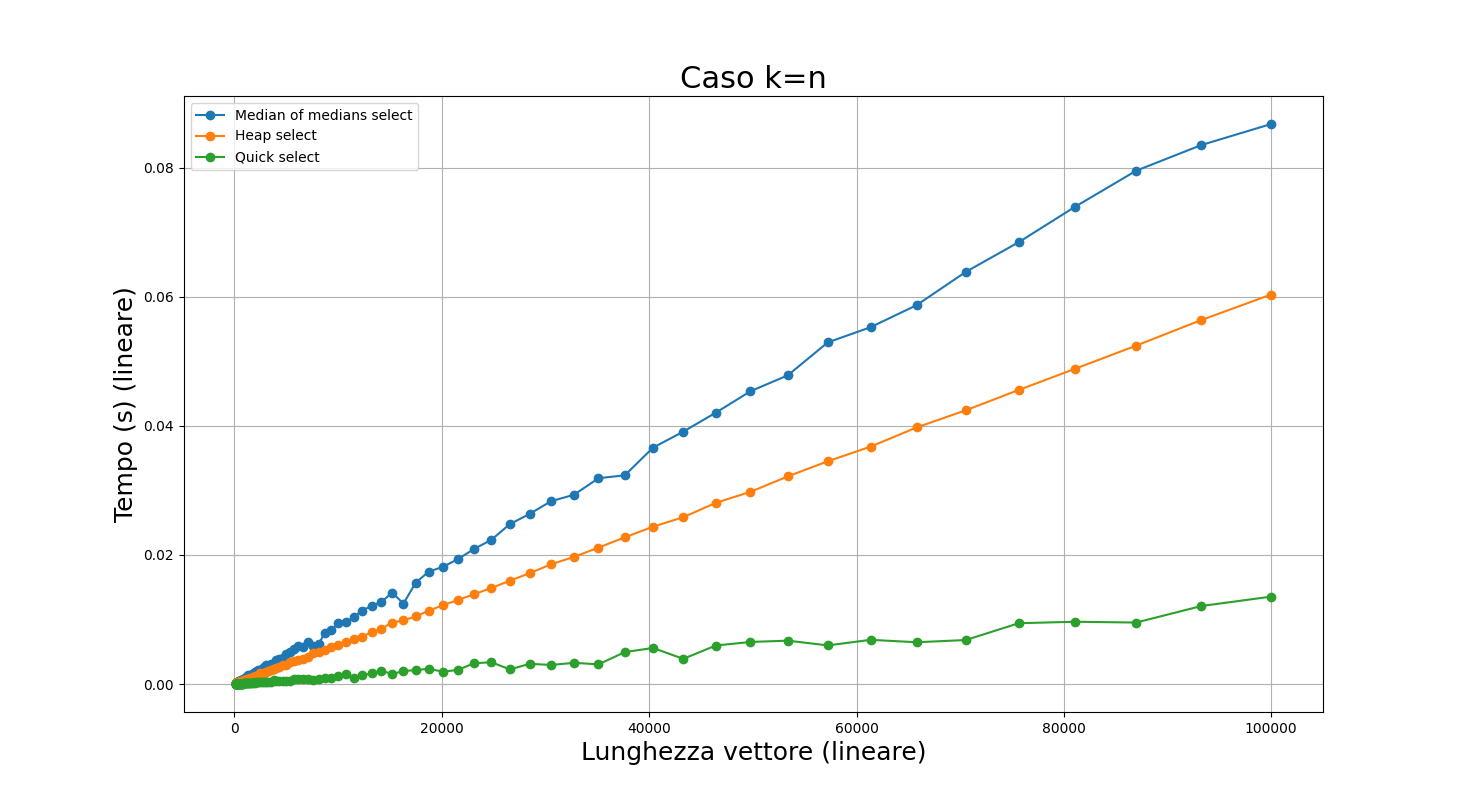 Caso k=n
Median of medians select
Heap select
Quick select
Tempo (s) (lineare)
0.08
0.06
0.04
0.02
0.00
0 20000 40000 60000 80000 100000
Lunghezza vettore (lineare)